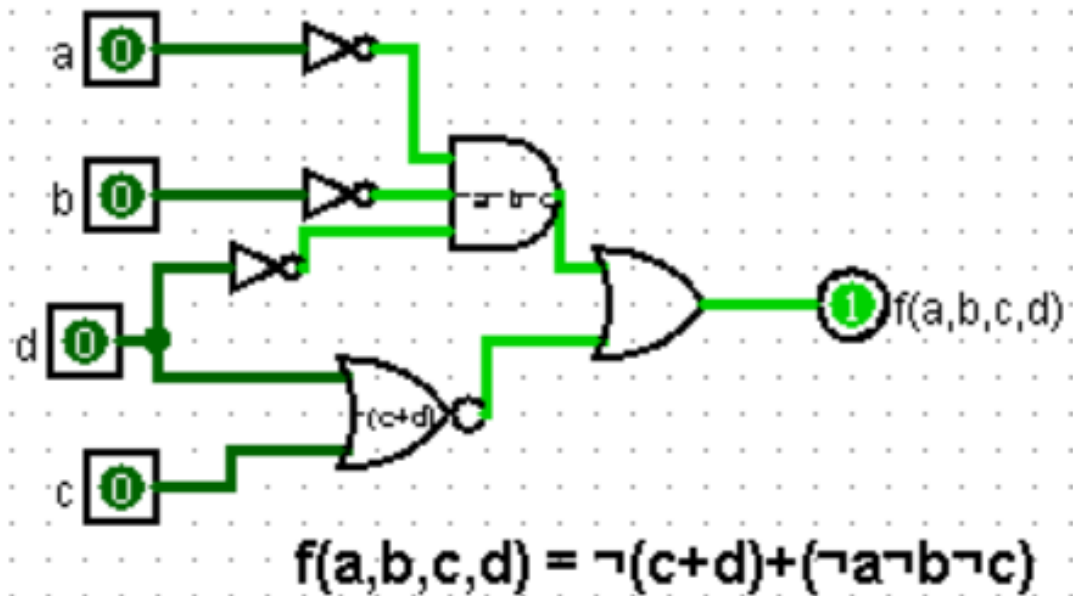 a 0
¬a¬b¬c
b 0
d 0
1 f(a,b,c,d)
¬(c+d)
c 0
f(a,b,c,d) = ¬(c+d)+(¬a¬b¬c)